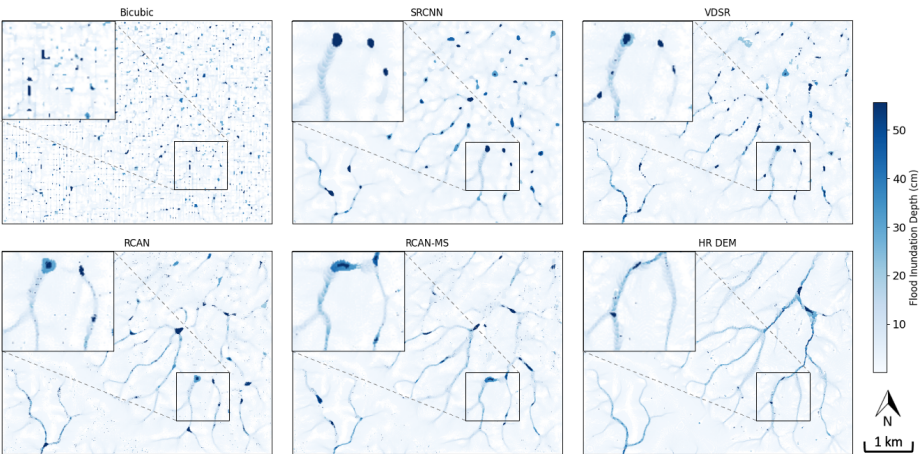 Bicubic
SRCNN
VDSR
RCAN
RCAN-MS
HR DEM
50
40
30
20
10
Flood Inundation Depth (cm)
N
1 km